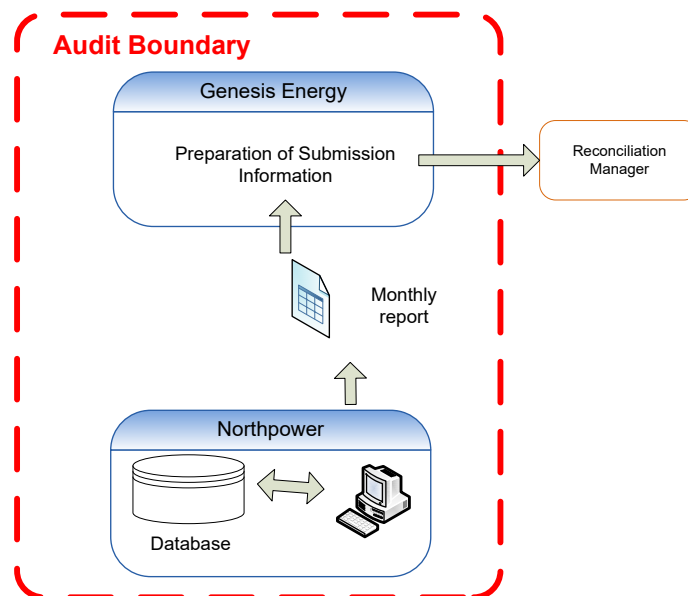 Audit Boundary
Genesis Energy
Preparation of Submission
Information
Reconciliation
Manager
Monthly
report
Northpower
Database